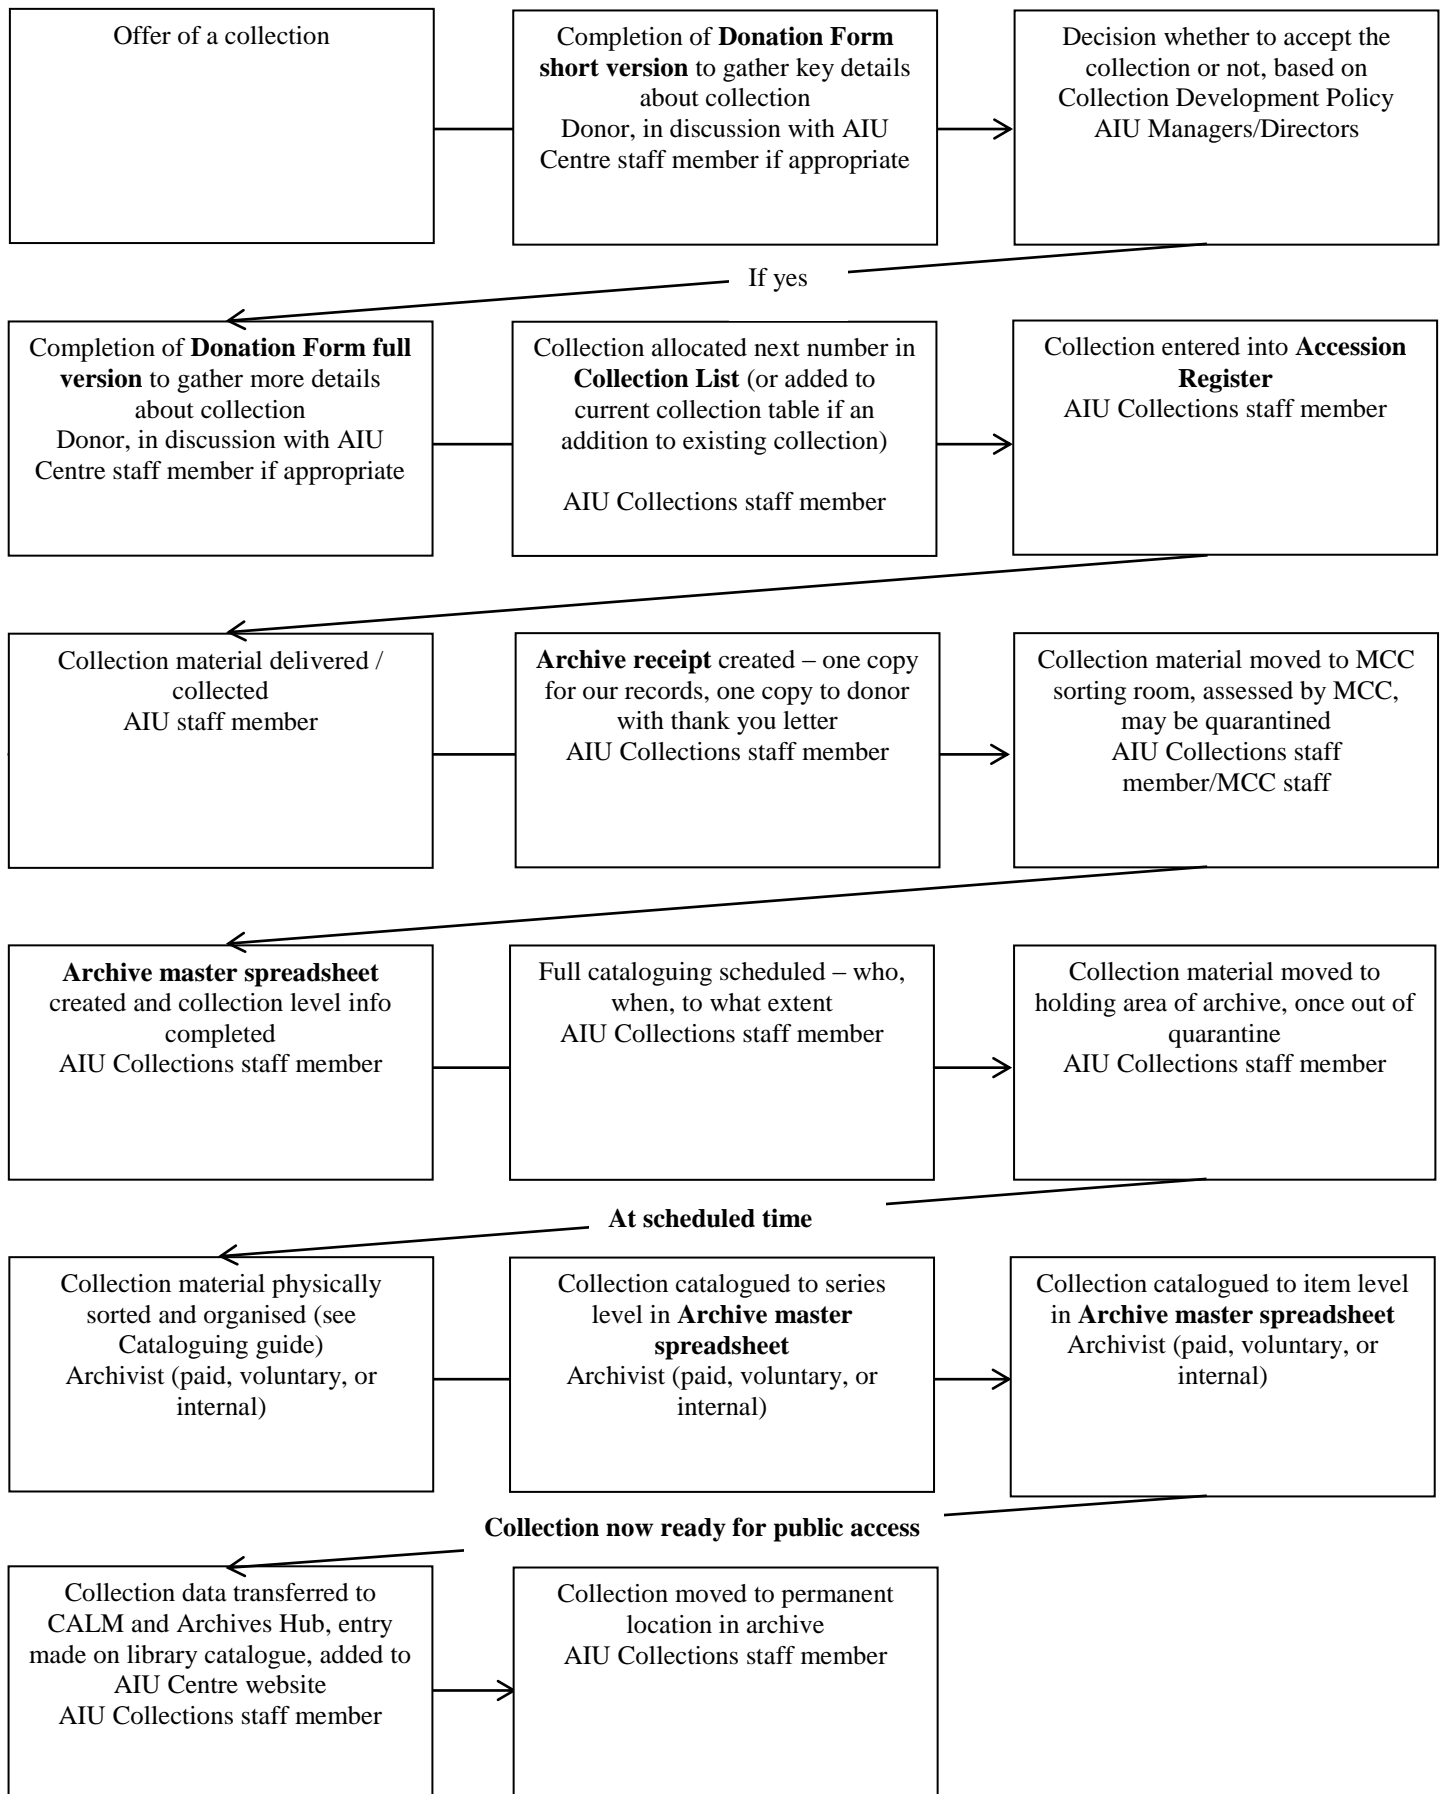 Offer of a collection
Completion of Donation Form
short version to gather key details
about collection
Donor, in discussion with AIU
Centre staff member if appropriate
Decision whether to accept the
collection or not, based on
Collection Development Policy
AIU Managers/Directors
If yes
Completion of Donation Form full
version to gather more details
about collection
Donor, in discussion with AIU
Centre staff member if appropriate
Collection allocated next number in
Collection List (or added to
current collection table if an
addition to existing collection)
AIU Collections staff member
Collection entered into Accession
Register
AIU Collections staff member
Collection material delivered /
collected
AIU staff member
Archive receipt created – one copy
for our records, one copy to donor
with thank you letter
AIU Collections staff member
Collection material moved to MCC
sorting room, assessed by MCC,
may be quarantined
AIU Collections staff
member/MCC staff
Archive master spreadsheet
created and collection level info
completed
AIU Collections staff member
Full cataloguing scheduled – who,
when, to what extent
AIU Collections staff member
Collection material moved to
holding area of archive, once out of
quarantine
AIU Collections staff member
At scheduled time
Collection material physically
sorted and organised (see
Cataloguing guide)
Archivist (paid, voluntary, or
internal)
Collection catalogued to series
level in Archive master
spreadsheet
Archivist (paid, voluntary, or
internal)
Collection catalogued to item level
in Archive master spreadsheet
Archivist (paid, voluntary, or
internal)
Collection now ready for public access
Collection data transferred to
CALM and Archives Hub, entry
made on library catalogue, added to
AIU Centre website
AIU Collections staff member
Collection moved to permanent
location in archive
AIU Collections staff member